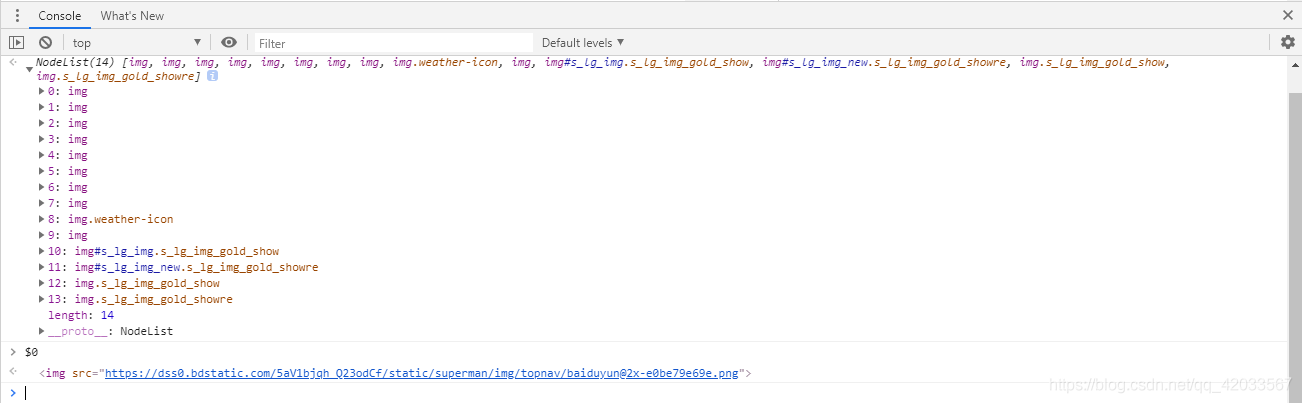 Console What's New
top Filter Default levels
NodeList(14) [img, img, img, img, img, img, img, img, img.weather-icon, img, img#s_lg_img.s_lg_img_gold_show, img#s_lg_img_new.s_lg_img_gold_showre, img.s_lg_img_gold_show,
img.s_lg_img_gold_showre] i
0: img
1: img
2: img
3: img
4: img
5: img
6: img
7: img
8: img.weather-icon
9: img
10: img#s_lg_img.s_lg_img_gold_show
11: img#s_lg_img_new.s_lg_img_gold_showre
12: img.s_lg_img_gold_show
13: img.s_lg_img_gold_showre
length: 14
__proto__: NodeList
> $0
<img src="https://dss0.bdstatic.com/5aV1bjqh_Q23odCf/static/superman/img/topnav/baiduyun@2x-e0be79e69e.png">
>
https://blog.csdn.net/qq_42033567